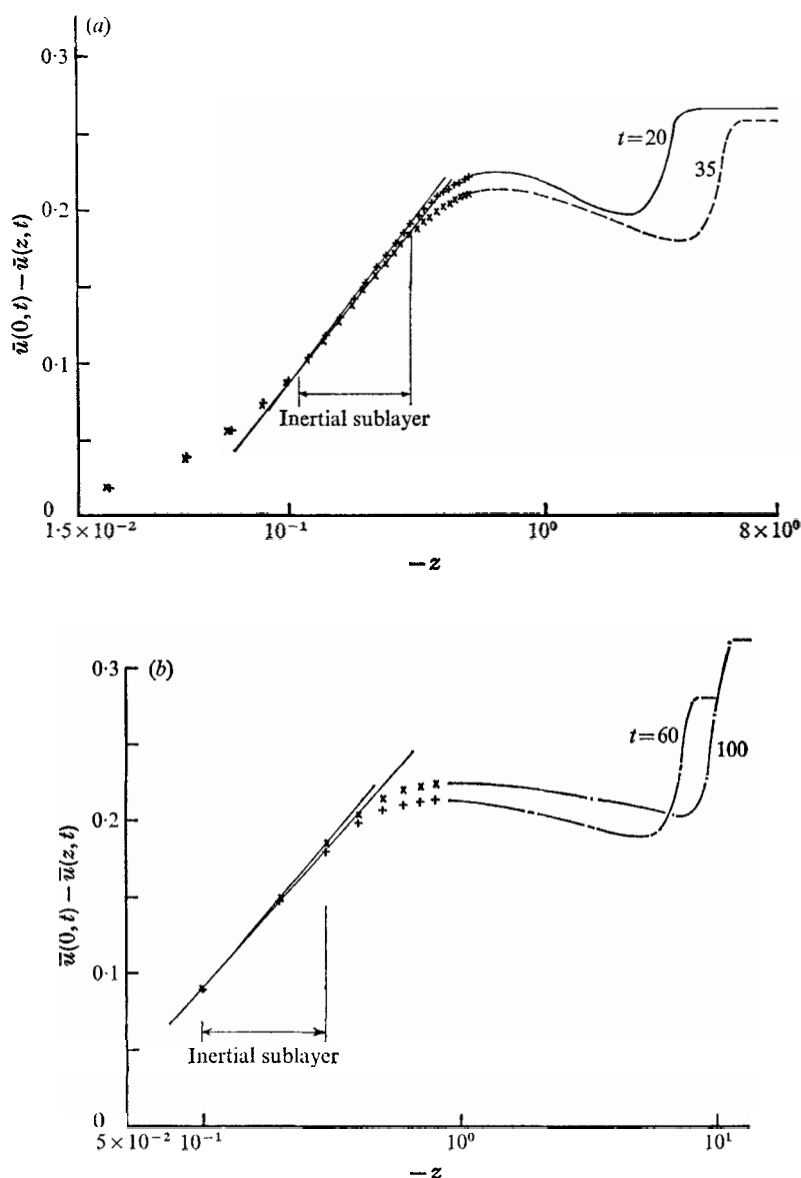 (a)
0·3
t=20
35
0·2
ū(0, t) − ū(z, t)
0·1
Inertial sublayer
0
1·5 × 10⁻² 10⁻¹ 10⁰ 8×10⁰
−z
(b)
0·3
t=60
100
0·2
ū(0, t) − ū(z, t)
0·1
Inertial sublayer
0
5 × 10⁻² 10⁻¹ 10⁰ 10¹
−z